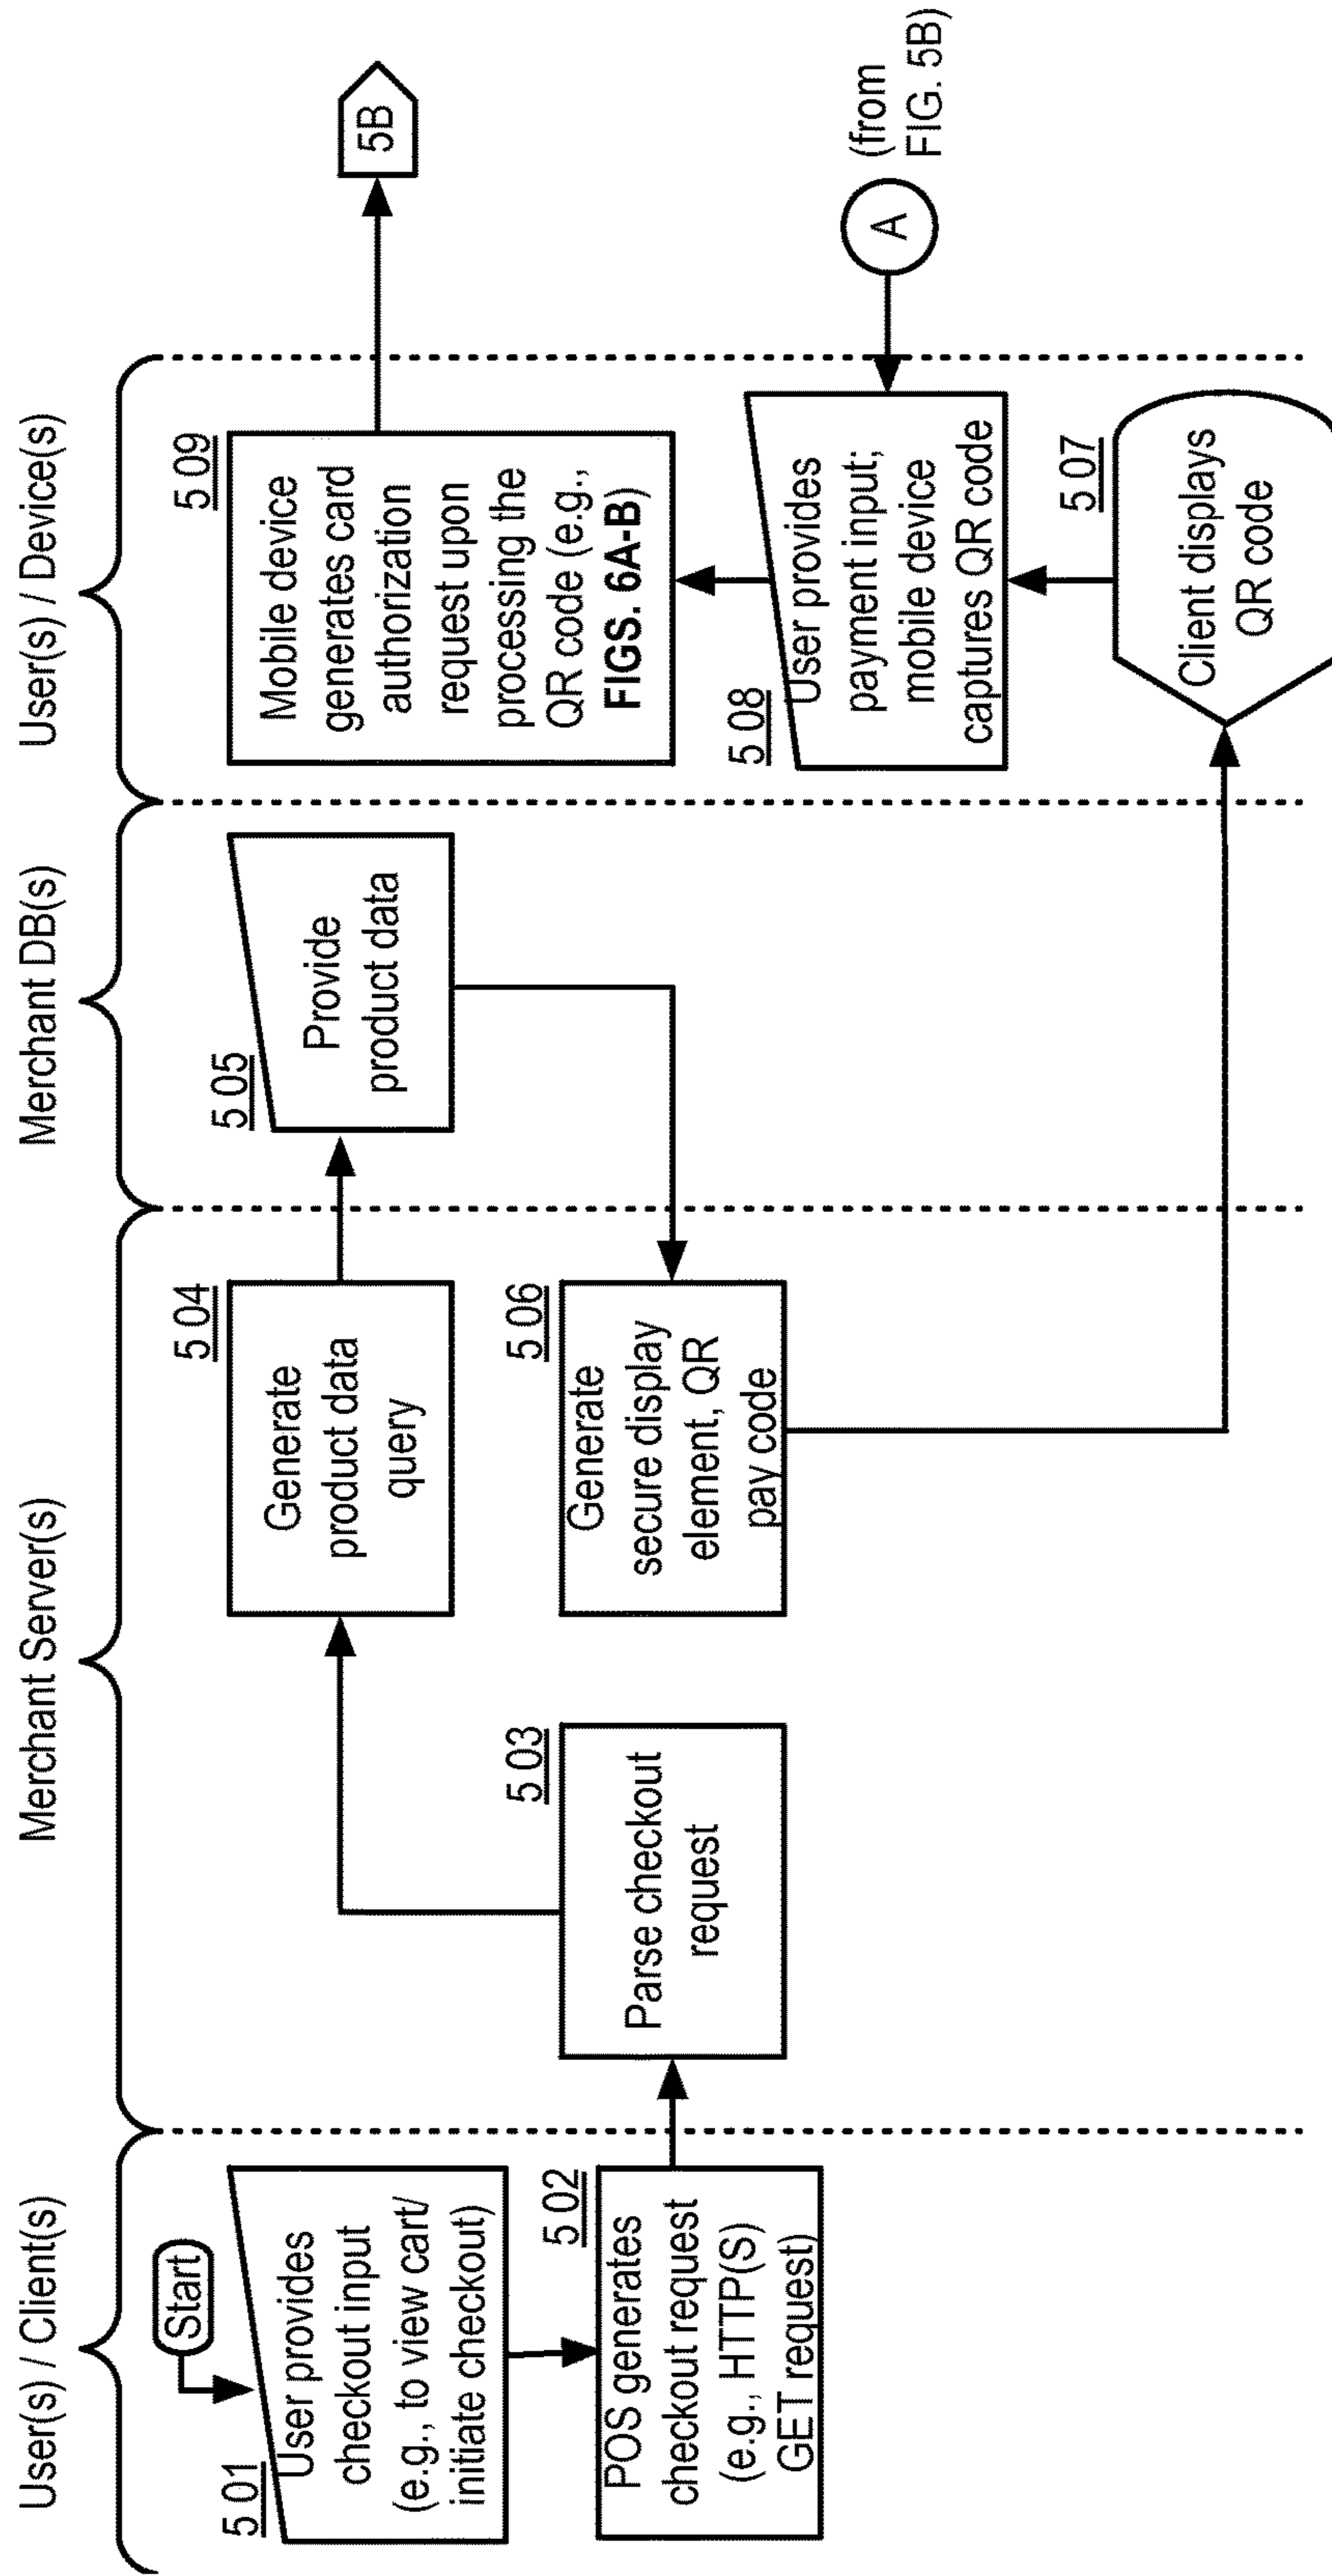 User(s) / Client(s)
Merchant Server(s)
Merchant DB(s)
User(s) / Device(s)
Start
5 01
User provides
checkout input
(e.g., to view cart/
initiate checkout)
5 02
POS generates
checkout request
(e.g., HTTP(S)
GET request)
5 03
Parse checkout
request
5 04
Generate
product data
query
5 05
Provide
product data
5 06
Generate
secure display
element, QR
pay code
5 07
Client displays
QR code
5 08
User provides
payment input;
mobile device
captures QR code
5 09
Mobile device
generates card
authorization
request upon
processing the
QR code (e.g.,
FIGS. 6A-B)
5B
A
(from
FIG. 5B)